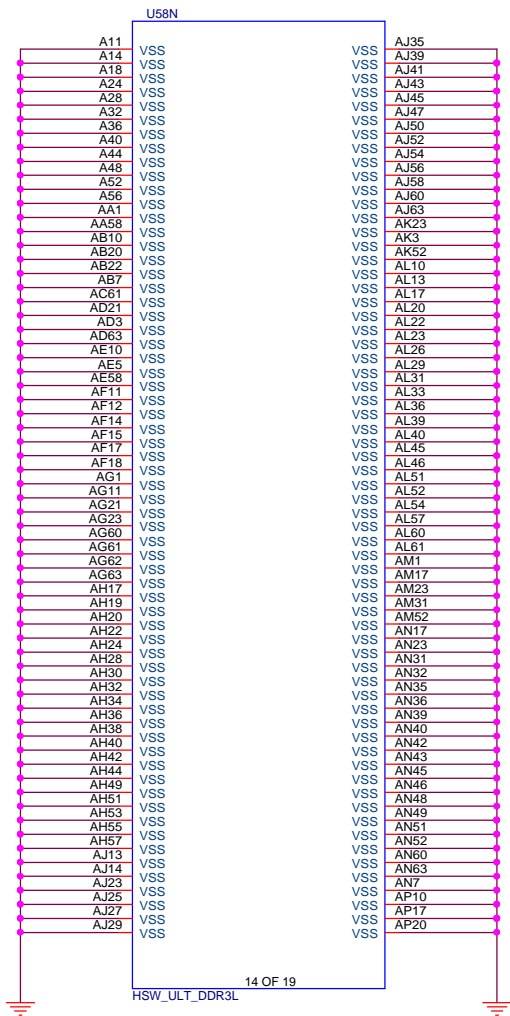 U58N
A11 VSS VSS AJ35
A14 VSS VSS AJ39
A18 VSS VSS AJ41
A24 VSS VSS AJ43
A28 VSS VSS AJ45
A32 VSS VSS AJ47
A36 VSS VSS AJ50
A40 VSS VSS AJ52
A44 VSS VSS AJ54
A48 VSS VSS AJ56
A52 VSS VSS AJ58
A56 VSS VSS AJ60
AA1 VSS VSS AJ63
AA58 VSS VSS AK23
AB10 VSS VSS AK3
AB20 VSS VSS AK52
AB22 VSS VSS AL10
AB7 VSS VSS AL13
AC61 VSS VSS AL17
AD21 VSS VSS AL20
AD3 VSS VSS AL22
AD63 VSS VSS AL23
AE10 VSS VSS AL26
AE5 VSS VSS AL29
AE58 VSS VSS AL31
AF11 VSS VSS AL33
AF12 VSS VSS AL36
AF14 VSS VSS AL39
AF15 VSS VSS AL40
AF17 VSS VSS AL45
AF18 VSS VSS AL46
AG1 VSS VSS AL51
AG11 VSS VSS AL52
AG21 VSS VSS AL54
AG23 VSS VSS AL57
AG60 VSS VSS AL60
AG61 VSS VSS AL61
AG62 VSS VSS AM1
AG63 VSS VSS AM17
AH17 VSS VSS AM23
AH19 VSS VSS AM31
AH20 VSS VSS AM52
AH22 VSS VSS AN17
AH24 VSS VSS AN23
AH28 VSS VSS AN31
AH30 VSS VSS AN32
AH32 VSS VSS AN35
AH34 VSS VSS AN36
AH36 VSS VSS AN39
AH38 VSS VSS AN40
AH40 VSS VSS AN42
AH42 VSS VSS AN43
AH44 VSS VSS AN45
AH49 VSS VSS AN46
AH51 VSS VSS AN48
AH53 VSS VSS AN49
AH55 VSS VSS AN51
AH57 VSS VSS AN52
AJ13 VSS VSS AN60
AJ14 VSS VSS AN63
AJ23 VSS VSS AN7
AJ25 VSS VSS AP10
AJ27 VSS VSS AP17
AJ29 VSS VSS AP20
14 OF 19
HSW_ULT_DDR3L